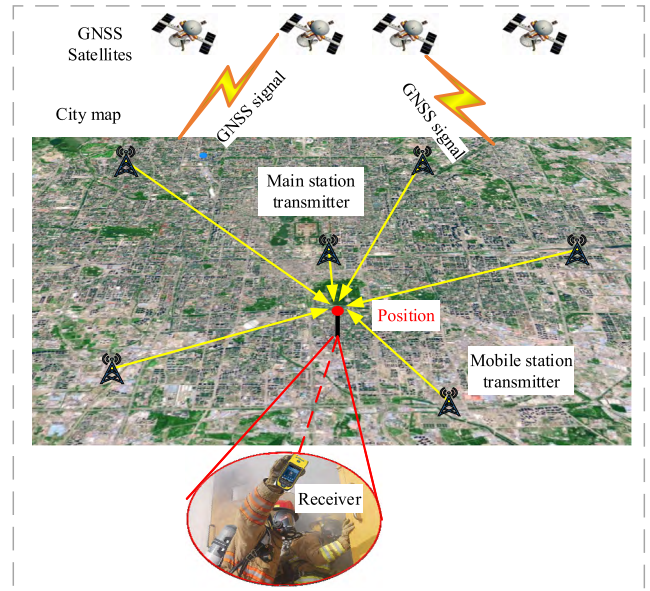 GNSS
Satellites
GNSS signal
GNSS signal
City map
Main station
transmitter
Position
Mobile station
transmitter
Receiver